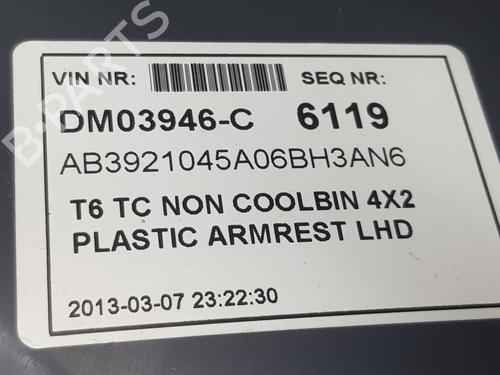 VIN NR: SEQ NR:
DM03946-C 6119
AB3921045A06BH3AN6
T6 TC NON COOLBIN 4X2
PLASTIC ARMREST LHD
2013-03-07 23:22:30
B-PARTS